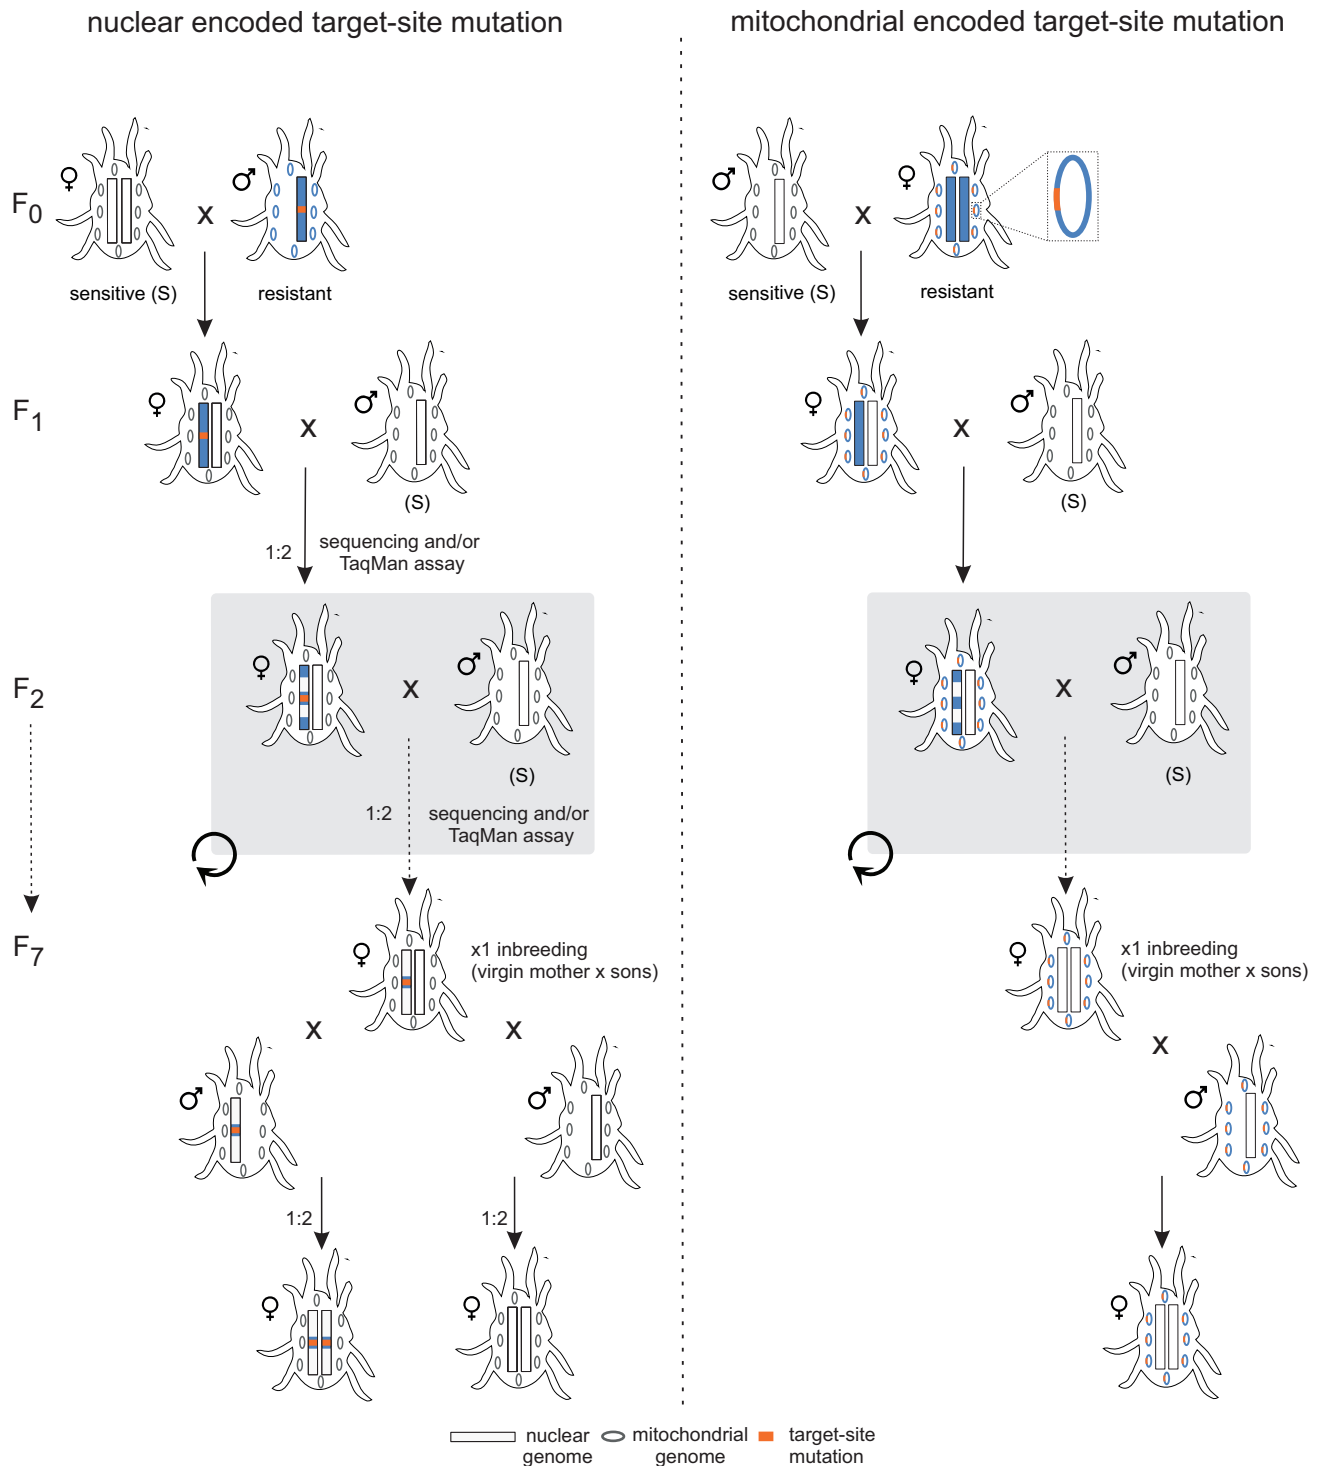 nuclear encoded target-site mutation
mitochondrial encoded target-site mutation
F0
♀
x
♂
sensitive (S)
resistant
♂
x
♀
sensitive (S)
resistant
F1
♀
x
♂
(S)
♀
x
♂
(S)
1:2
sequencing and/or
TaqMan assay
F2
♀
x
♂
(S)
♀
x
♂
(S)
1:2
sequencing and/or
TaqMan assay
F7
♀
x1 inbreeding
(virgin mother x sons)
♀
x1 inbreeding
(virgin mother x sons)
x
x
x
♂
♂
♂
1:2
1:2
♀
♀
♀
nuclear
genome
mitochondrial
genome
target-site
mutation